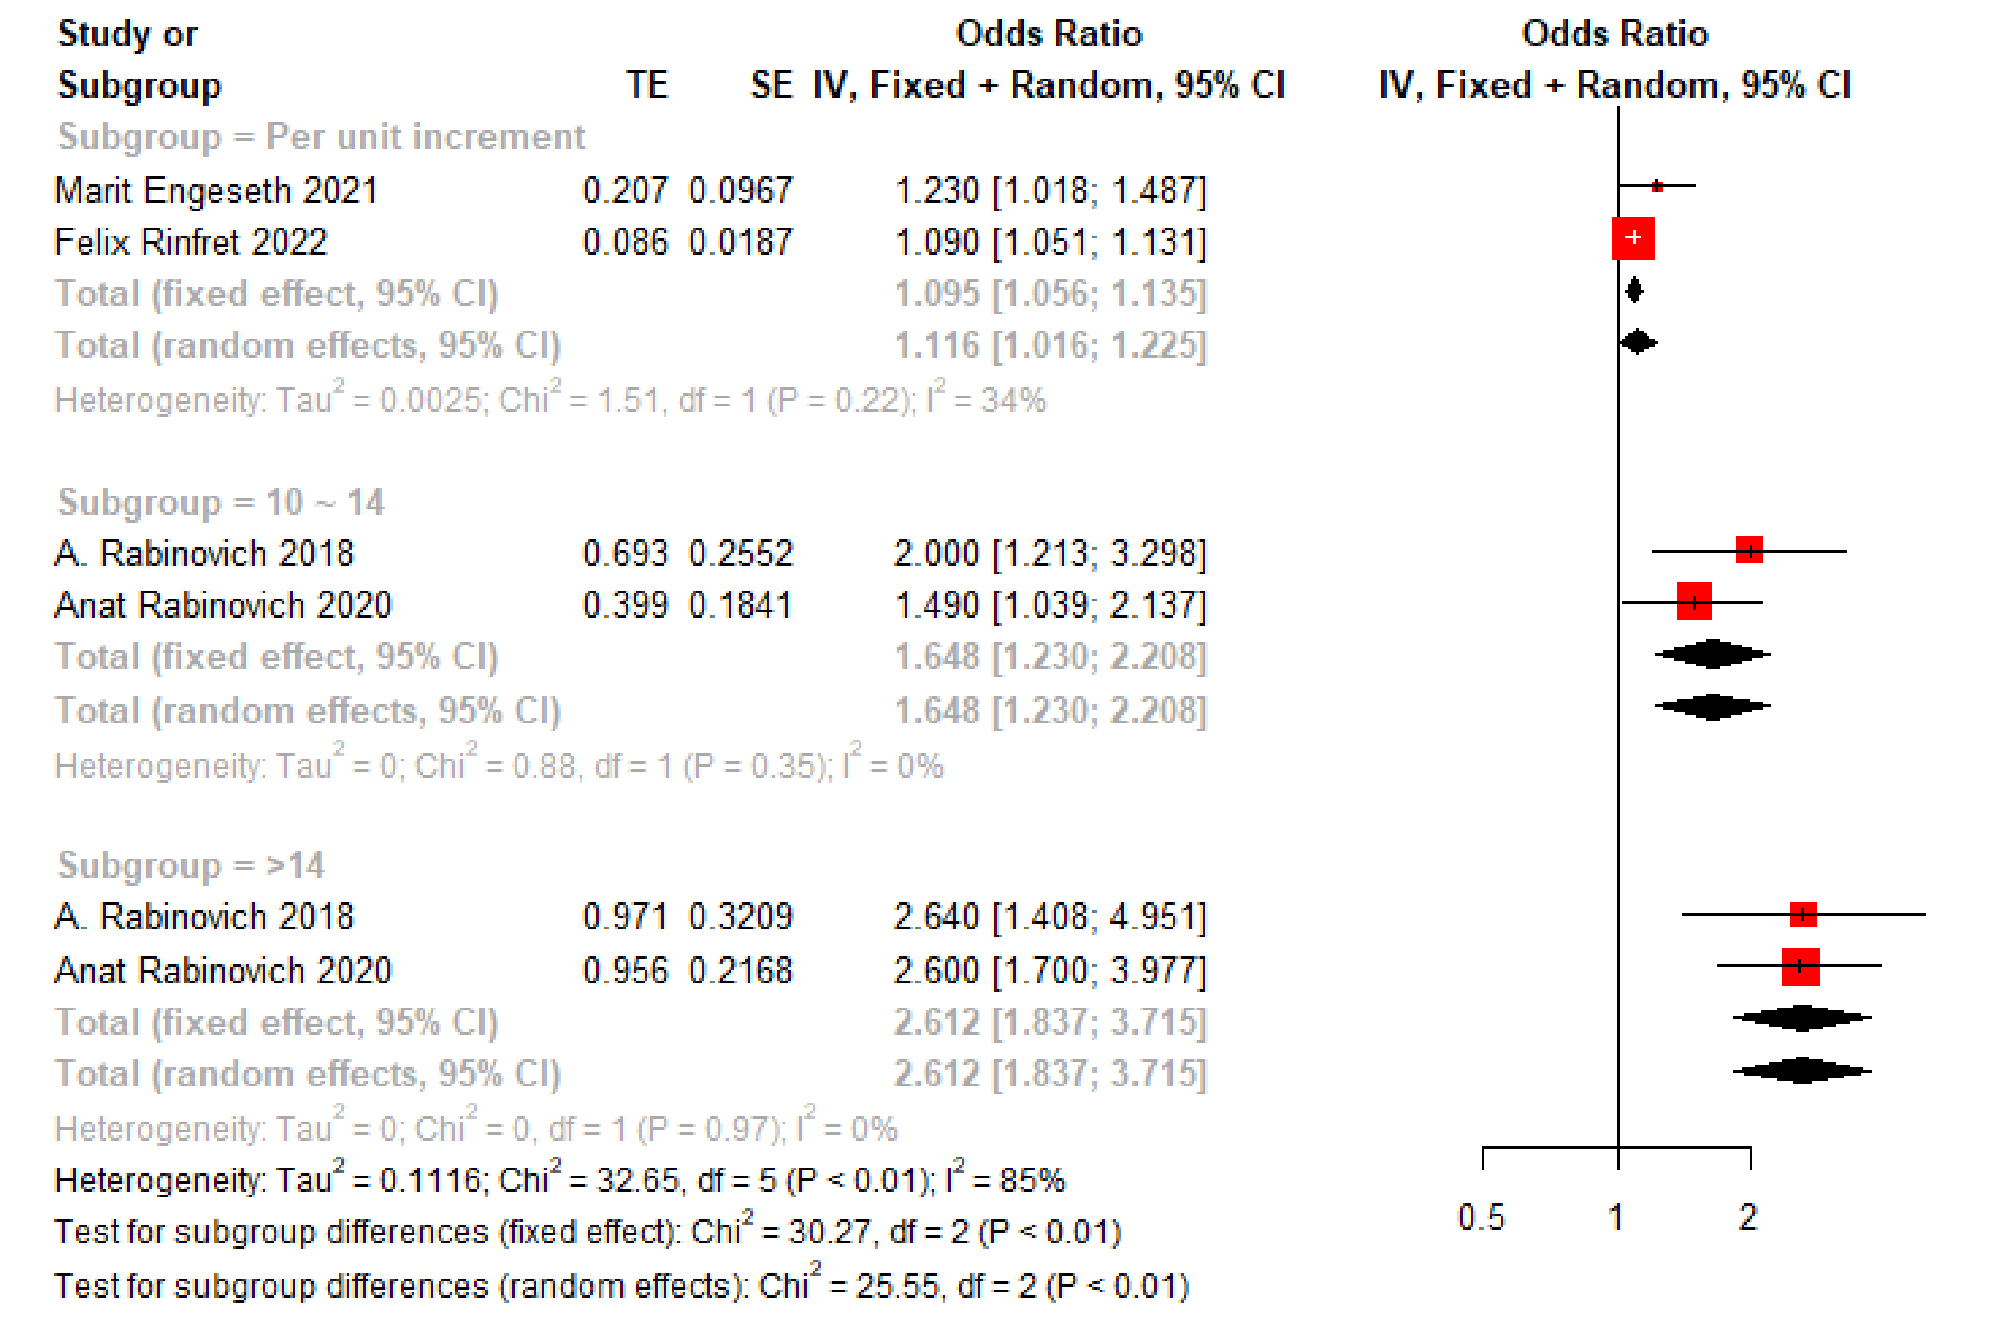 Study or Odds Ratio Odds Ratio
Subgroup TE SE IV, Fixed + Random, 95% CI IV, Fixed + Random, 95% CI
Subgroup = Per unit increment
Marit Engeseth 2021 0.207 0.0967 1.230 [1.018; 1.487]
Felix Rinfret 2022 0.086 0.0187 1.090 [1.051; 1.131]
Total (fixed effect, 95% CI) 1.095 [1.056; 1.135]
Total (random effects, 95% CI) 1.116 [1.016; 1.225]
Heterogeneity: Tau² = 0.0025; Chi² = 1.51, df = 1 (P = 0.22); I² = 34%
Subgroup = 10 ~ 14
A. Rabinovich 2018 0.693 0.2552 2.000 [1.213; 3.298]
Anat Rabinovich 2020 0.399 0.1841 1.490 [1.039; 2.137]
Total (fixed effect, 95% CI) 1.648 [1.230; 2.208]
Total (random effects, 95% CI) 1.648 [1.230; 2.208]
Heterogeneity: Tau² = 0; Chi² = 0.88, df = 1 (P = 0.35); I² = 0%
Subgroup = >14
A. Rabinovich 2018 0.971 0.3209 2.640 [1.408; 4.951]
Anat Rabinovich 2020 0.956 0.2168 2.600 [1.700; 3.977]
Total (fixed effect, 95% CI) 2.612 [1.837; 3.715]
Total (random effects, 95% CI) 2.612 [1.837; 3.715]
Heterogeneity: Tau² = 0; Chi² = 0, df = 1 (P = 0.97); I² = 0%
Heterogeneity: Tau² = 0.1116; Chi² = 32.65, df = 5 (P < 0.01); I² = 85%
Test for subgroup differences (fixed effect): Chi² = 30.27, df = 2 (P < 0.01)
0.5 1 2
Test for subgroup differences (random effects): Chi² = 25.55, df = 2 (P < 0.01)